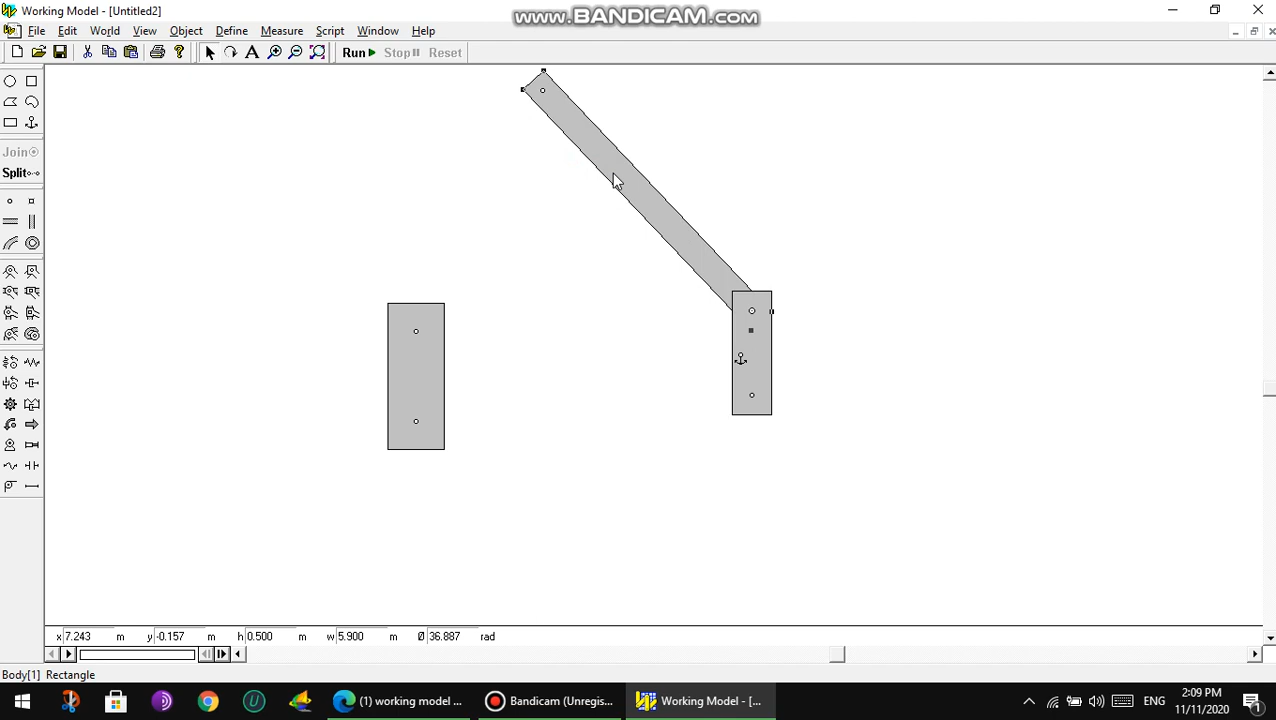 Working Model - [Untitled2]
www.BANDICAM.com
File Edit World View Object Define Measure Script Window Help
Run Stop Reset
Join
Split
x 7.243 m y -0.157 m h 0.500 m w 5.900 m Ø 36.887 rad
Body[1] Rectangle
(1) working model ...
Bandicam (Unregis...
Working Model - [...
ENG
2:09 PM
11/11/2020
1